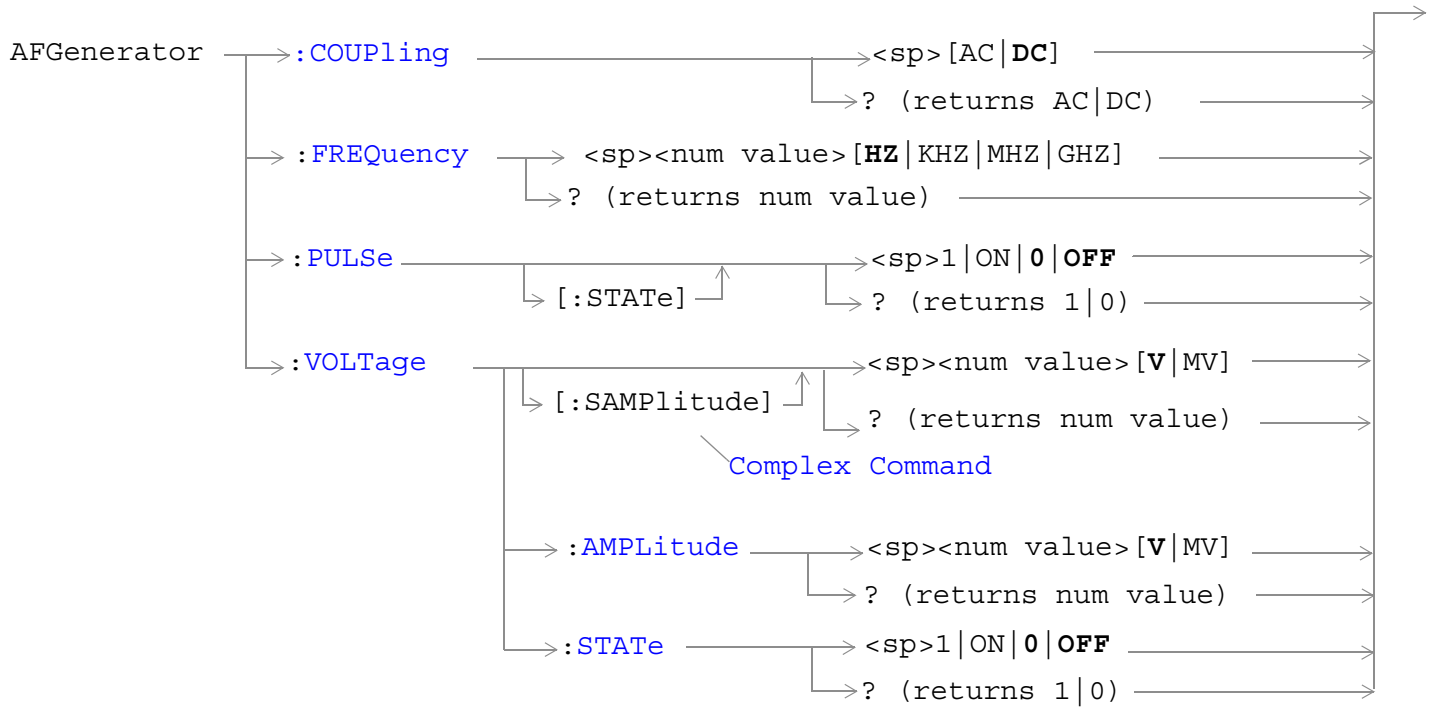 AFGenerator :COUPling <sp>[AC|DC]
? (returns AC|DC)
:FREQuency <sp><num value>[HZ|KHZ|MHZ|GHZ]
? (returns num value)
:PULSe <sp>1|ON|0|OFF
[:STATe] ? (returns 1|0)
:VOLTage <sp><num value>[V|MV]
[:SAMPlitude] ? (returns num value)
Complex Command
:AMPLitude <sp><num value>[V|MV]
? (returns num value)
:STATe <sp>1|ON|0|OFF
? (returns 1|0)